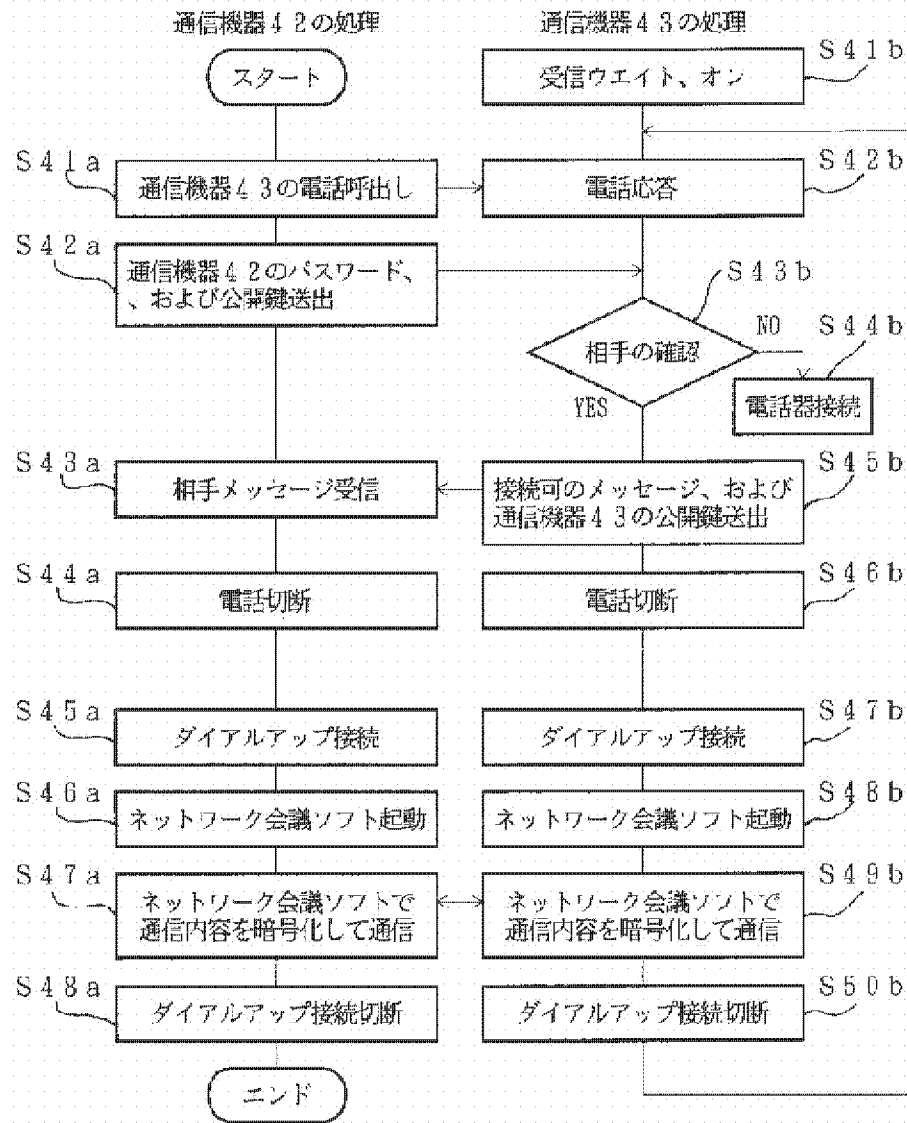 通信機器４２の処理
通信機器４３の処理
スタート
受信ウエイト、オン
Ｓ４１ｂ
Ｓ４１ａ
通信機器４３の電話呼出し
電話応答
Ｓ４２ｂ
Ｓ４２ａ
通信機器４２のパスワード、
、および公開鍵送出
Ｓ４３ｂ
相手の確認
NO
YES
Ｓ４４ｂ
電話器接続
Ｓ４３ａ
相手メッセージ受信
接続可のメッセージ、および
通信機器４３の公開鍵送出
Ｓ４５ｂ
Ｓ４４ａ
電話切断
電話切断
Ｓ４６ｂ
Ｓ４５ａ
ダイアルアップ接続
ダイアルアップ接続
Ｓ４７ｂ
Ｓ４６ａ
ネットワーク会議ソフト起動
ネットワーク会議ソフト起動
Ｓ４８ｂ
Ｓ４７ａ
ネットワーク会議ソフトで
通信内容を暗号化して通信
ネットワーク会議ソフトで
通信内容を暗号化して通信
Ｓ４９ｂ
Ｓ４８ａ
ダイアルアップ接続切断
ダイアルアップ接続切断
Ｓ５０ｂ
エンド